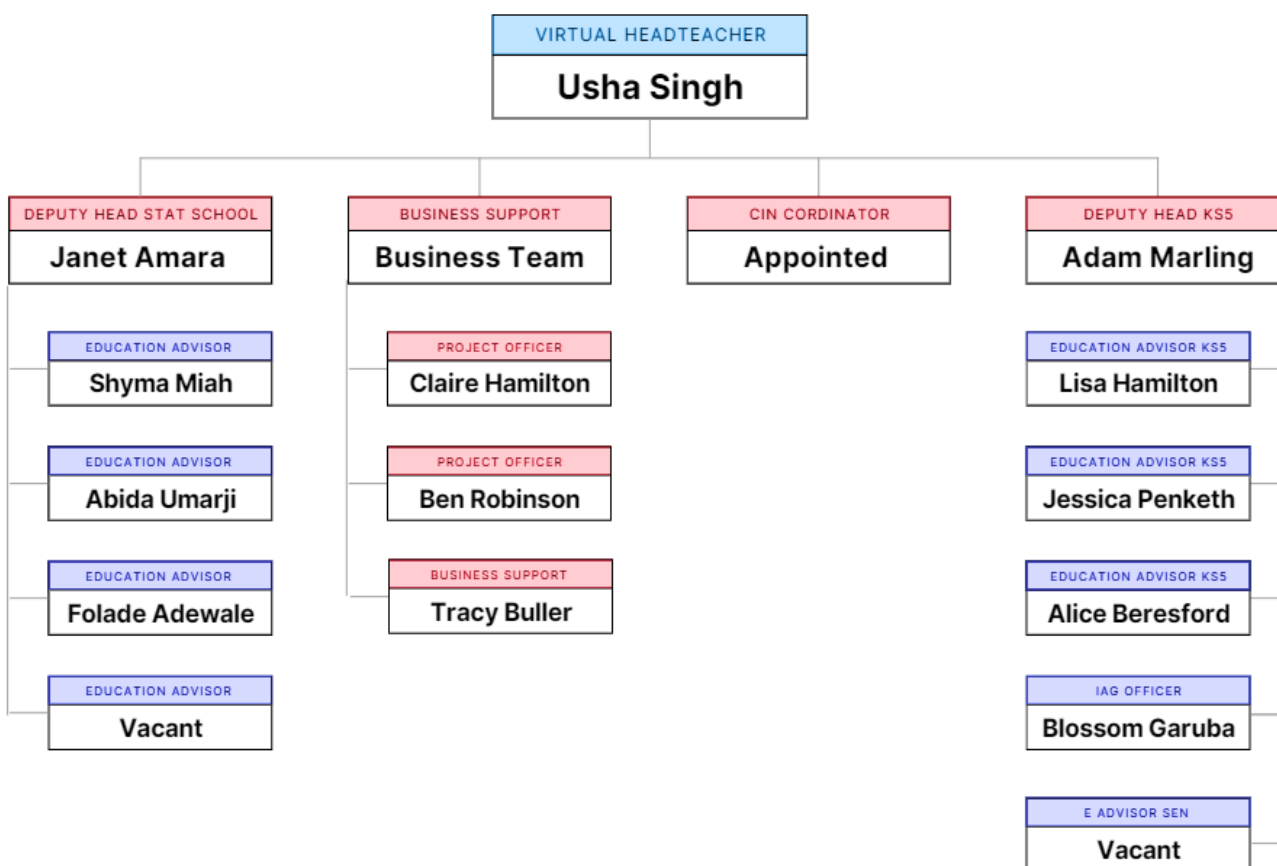 VIRTUAL HEADTEACHER
Usha Singh
DEPUTY HEAD STAT SCHOOL
Janet Amara
EDUCATION ADVISOR
Shyma Miah
EDUCATION ADVISOR
Abida Umarji
EDUCATION ADVISOR
Folade Adewale
EDUCATION ADVISOR
Vacant
BUSINESS SUPPORT
Business Team
PROJECT OFFICER
Claire Hamilton
PROJECT OFFICER
Ben Robinson
BUSINESS SUPPORT
Tracy Buller
CIN CORDINATOR
Appointed
DEPUTY HEAD KS5
Adam Marling
EDUCATION ADVISOR KS5
Lisa Hamilton
EDUCATION ADVISOR KS5
Jessica Penketh
EDUCATION ADVISOR KS5
Alice Beresford
IAG OFFICER
Blossom Garuba
E ADVISOR SEN
Vacant